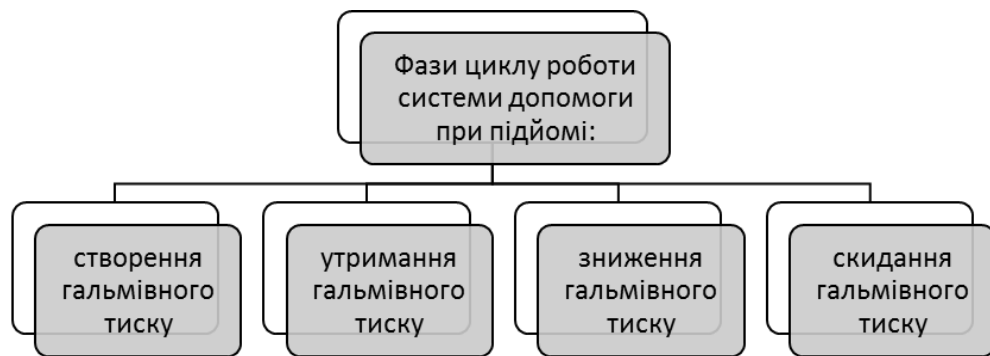 Фази циклу роботи
системи допомоги
при підйомі:
створення
гальмівного
тиску
утримання
гальмівного
тиску
зниження
гальмівного
тиску
скидання
гальмівного
тиску